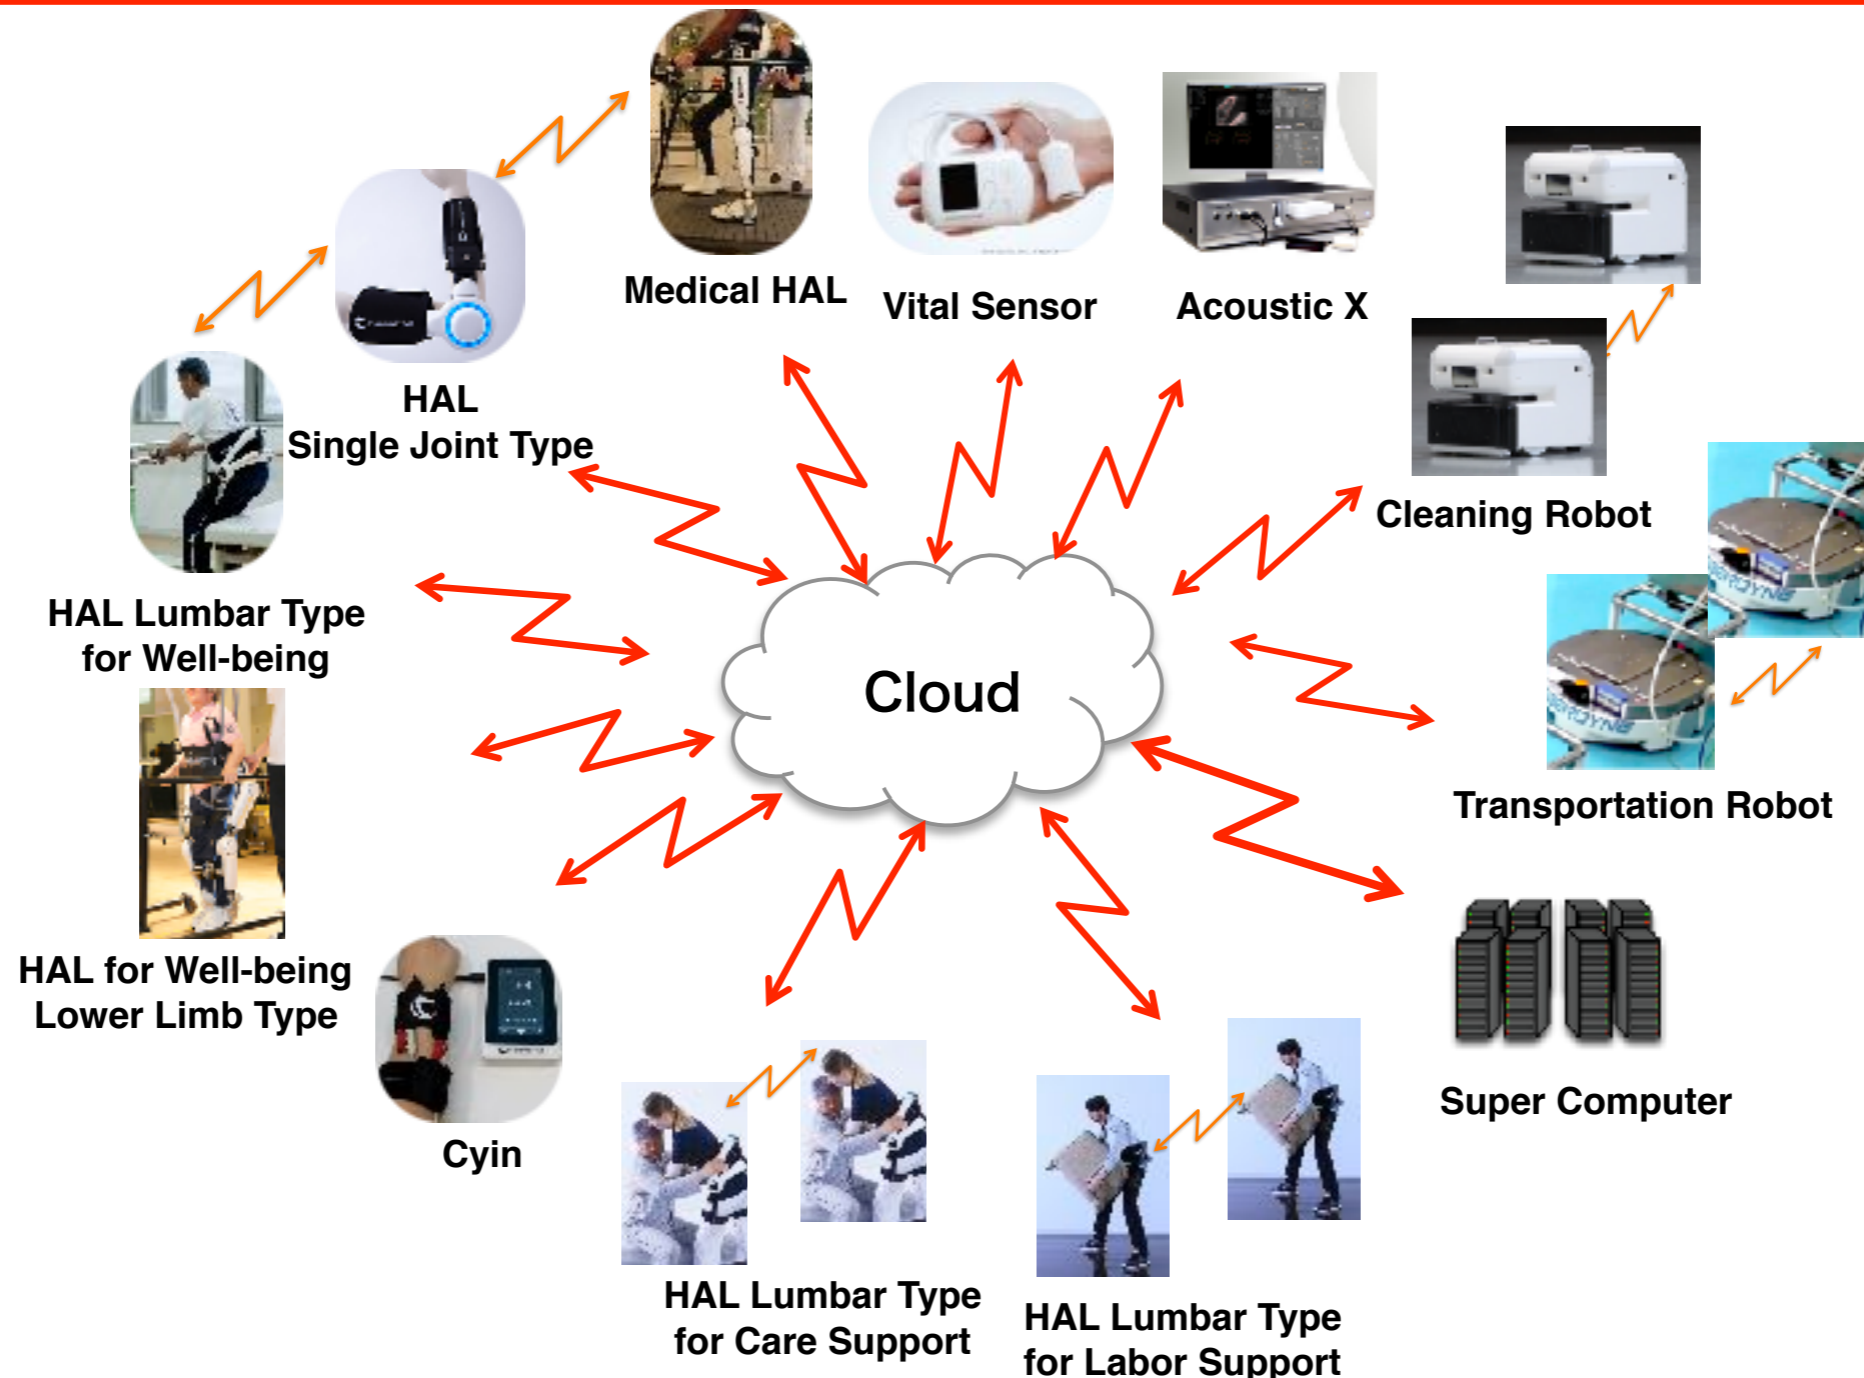 Medical HAL
Vital Sensor
Acoustic X
HAL
Single Joint Type
Cleaning Robot
HAL Lumbar Type
for Well-being
Cloud
Transportation Robot
HAL for Well-being
Lower Limb Type
Cyin
Super Computer
HAL Lumbar Type
for Care Support
HAL Lumbar Type
for Labor Support